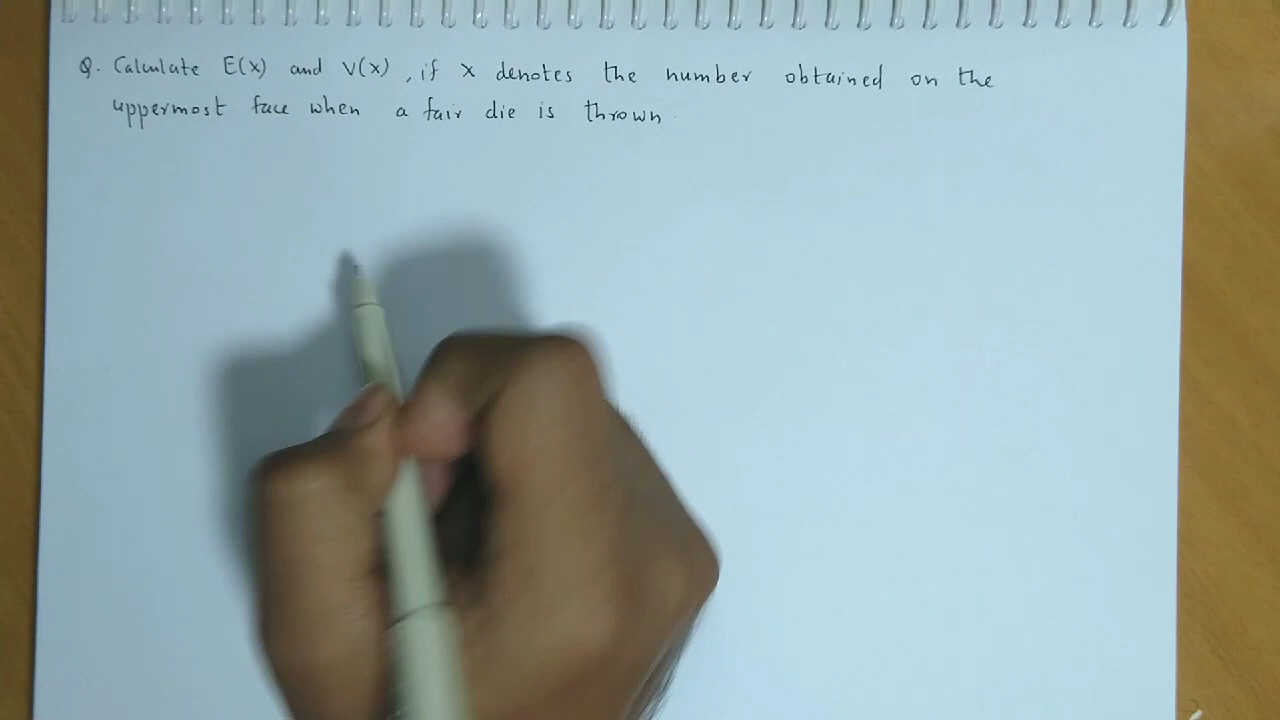 Q. Calculate E(x) and V(x), if x denotes the number obtained on the
uppermost face when a fair die is thrown